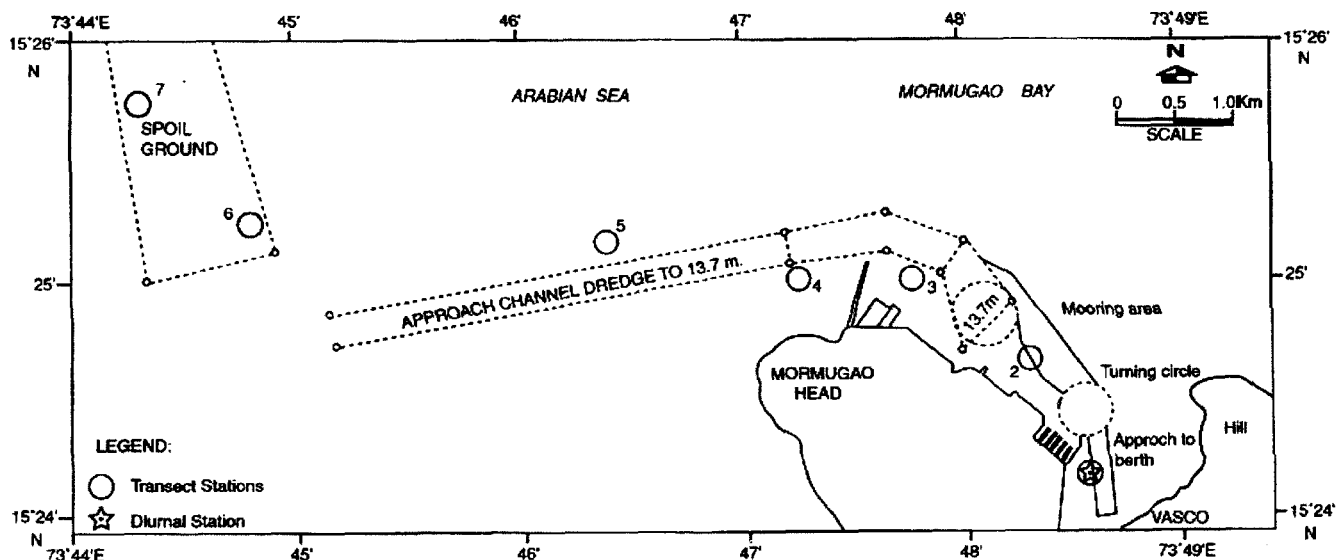 73°44'E 45' 46' 47' 48' 73°49'E
15°26' N
15°26' N
N
0 0.5 1.0Km
SCALE
ARABIAN SEA
MORMUGAO BAY
7
SPOIL
GROUND
6
5
APPROACH CHANNEL DREDGE TO 13.7 m.
4
3
25'
25'
13.7m
Mooring area
2
MORMUGAO
HEAD
Turning circle
Hill
Approch to
berth
LEGEND:
Transect Stations
Diurnal Station
VASCO
15°24' N
15°24' N
73°44'E 45' 46' 47' 48' 73°49'E